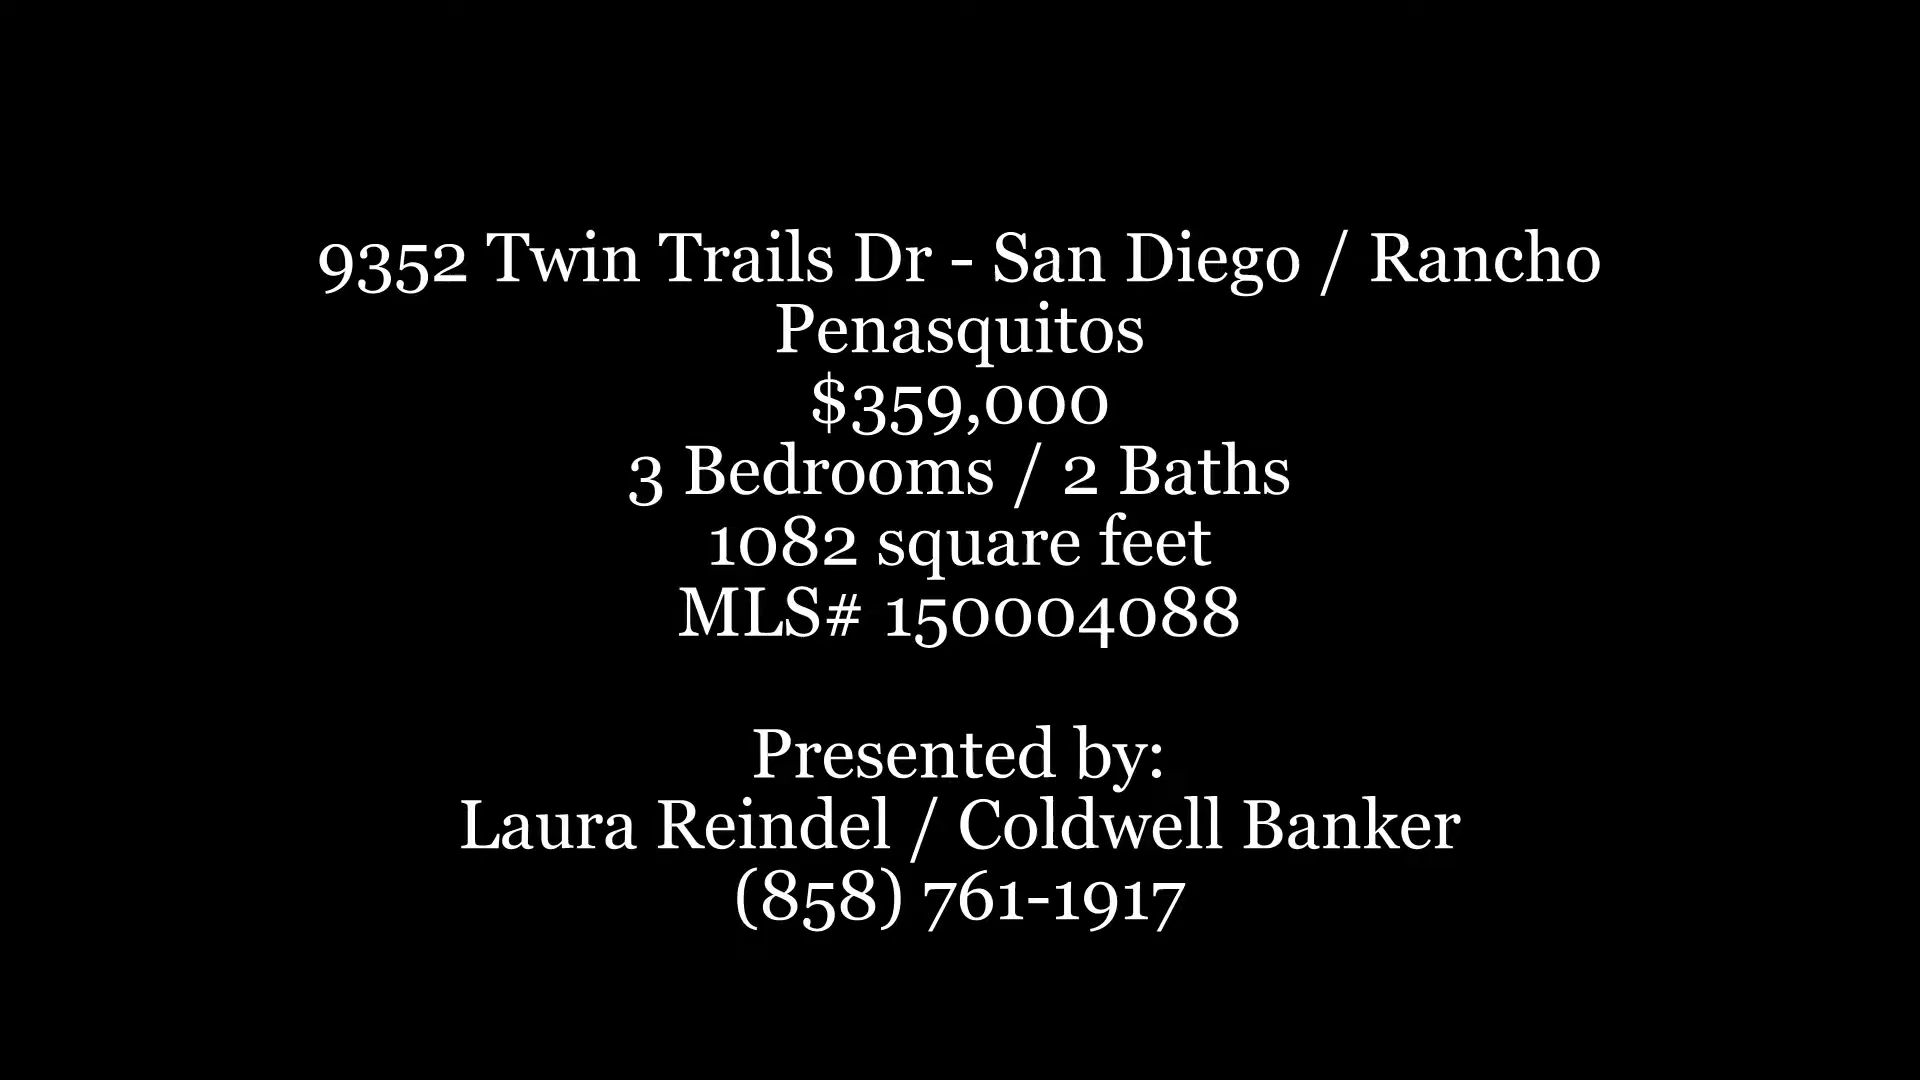 9352 Twin Trails Dr - San Diego / Rancho
Penasquitos
$359,000
3 Bedrooms / 2 Baths
1082 square feet
MLS# 150004088
Presented by:
Laura Reindel / Coldwell Banker
(858) 761-1917